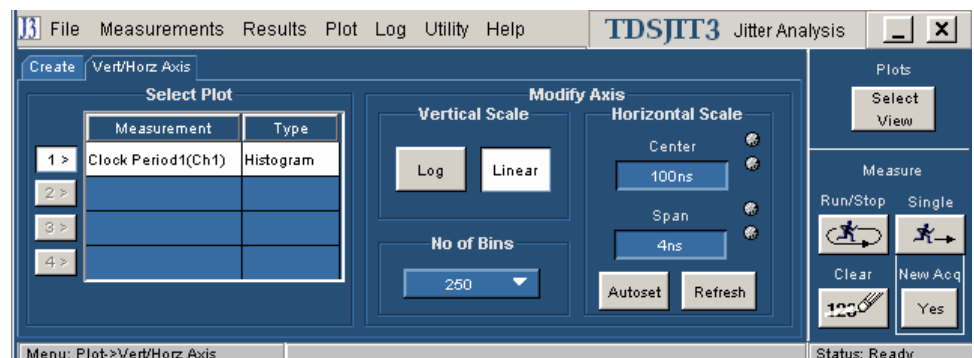 J3 File Measurements Results Plot Log Utility Help TDSJIT3 Jitter Analysis _ X
Create Vert/Horz Axis
Select Plot
Measurement Type
1 > Clock Period1(Ch1) Histogram
2 >
3 >
4 >
Modify Axis
Vertical Scale
Log Linear
No of Bins
250
Horizontal Scale
Center
100ns
Span
4ns
Autoset Refresh
Plots
Select
View
Measure
Run/Stop Single
Clear New Acq
123 Yes
Menu: Plot->Vert/Horz Axis Status: Ready